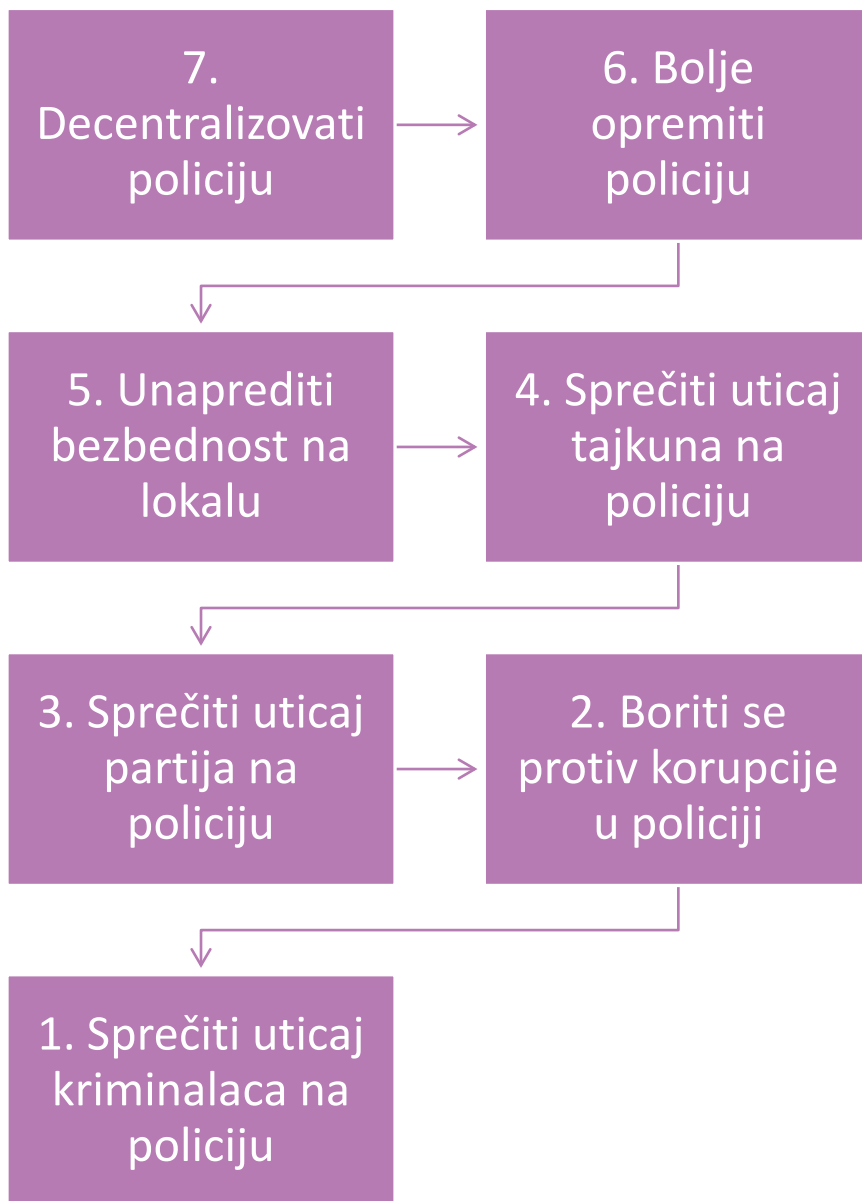 7.
Decentralizovati
policiju
6. Bolje
opremiti
policiju
5. Unaprediti
bezbednost na
lokalu
4. Sprečiti uticaj
tajkuna na
policiju
3. Sprečiti uticaj
partija na
policiju
2. Boriti se
protiv korupcije
u policiji
1. Sprečiti uticaj
kriminalaca na
policiju